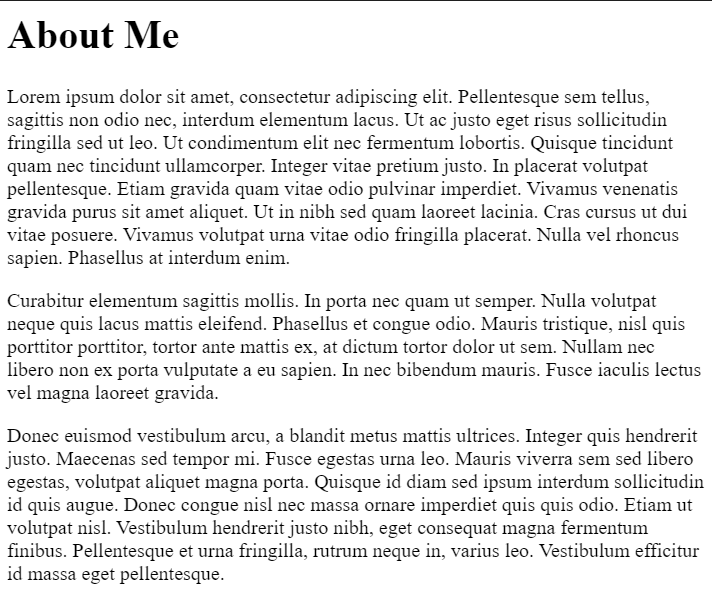 About Me
Lorem ipsum dolor sit amet, consectetur adipiscing elit. Pellentesque sem tellus,
sagittis non odio nec, interdum elementum lacus. Ut ac justo eget risus sollicitudin
fringilla sed ut leo. Ut condimentum elit nec fermentum lobortis. Quisque tincidunt
quam nec tincidunt ullamcorper. Integer vitae pretium justo. In placerat volutpat
pellentesque. Etiam gravida quam vitae odio pulvinar imperdiet. Vivamus venenatis
gravida purus sit amet aliquet. Ut in nibh sed quam laoreet lacinia. Cras cursus ut dui
vitae posuere. Vivamus volutpat urna vitae odio fringilla placerat. Nulla vel rhoncus
sapien. Phasellus at interdum enim.
Curabitur elementum sagittis mollis. In porta nec quam ut semper. Nulla volutpat
neque quis lacus mattis eleifend. Phasellus et congue odio. Mauris tristique, nisl quis
porttitor porttitor, tortor ante mattis ex, at dictum tortor dolor ut sem. Nullam nec
libero non ex porta vulputate a eu sapien. In nec bibendum mauris. Fusce iaculis lectus
vel magna laoreet gravida.
Donec euismod vestibulum arcu, a blandit metus mattis ultrices. Integer quis hendrerit
justo. Maecenas sed tempor mi. Fusce egestas urna leo. Mauris viverra sem sed libero
egestas, volutpat aliquet magna porta. Quisque id diam sed ipsum interdum sollicitudin
id quis augue. Donec congue nisl nec massa ornare imperdiet quis quis odio. Etiam ut
volutpat nisl. Vestibulum hendrerit justo nibh, eget consequat magna fermentum
finibus. Pellentesque et urna fringilla, rutrum neque in, varius leo. Vestibulum efficitur
id massa eget pellentesque.